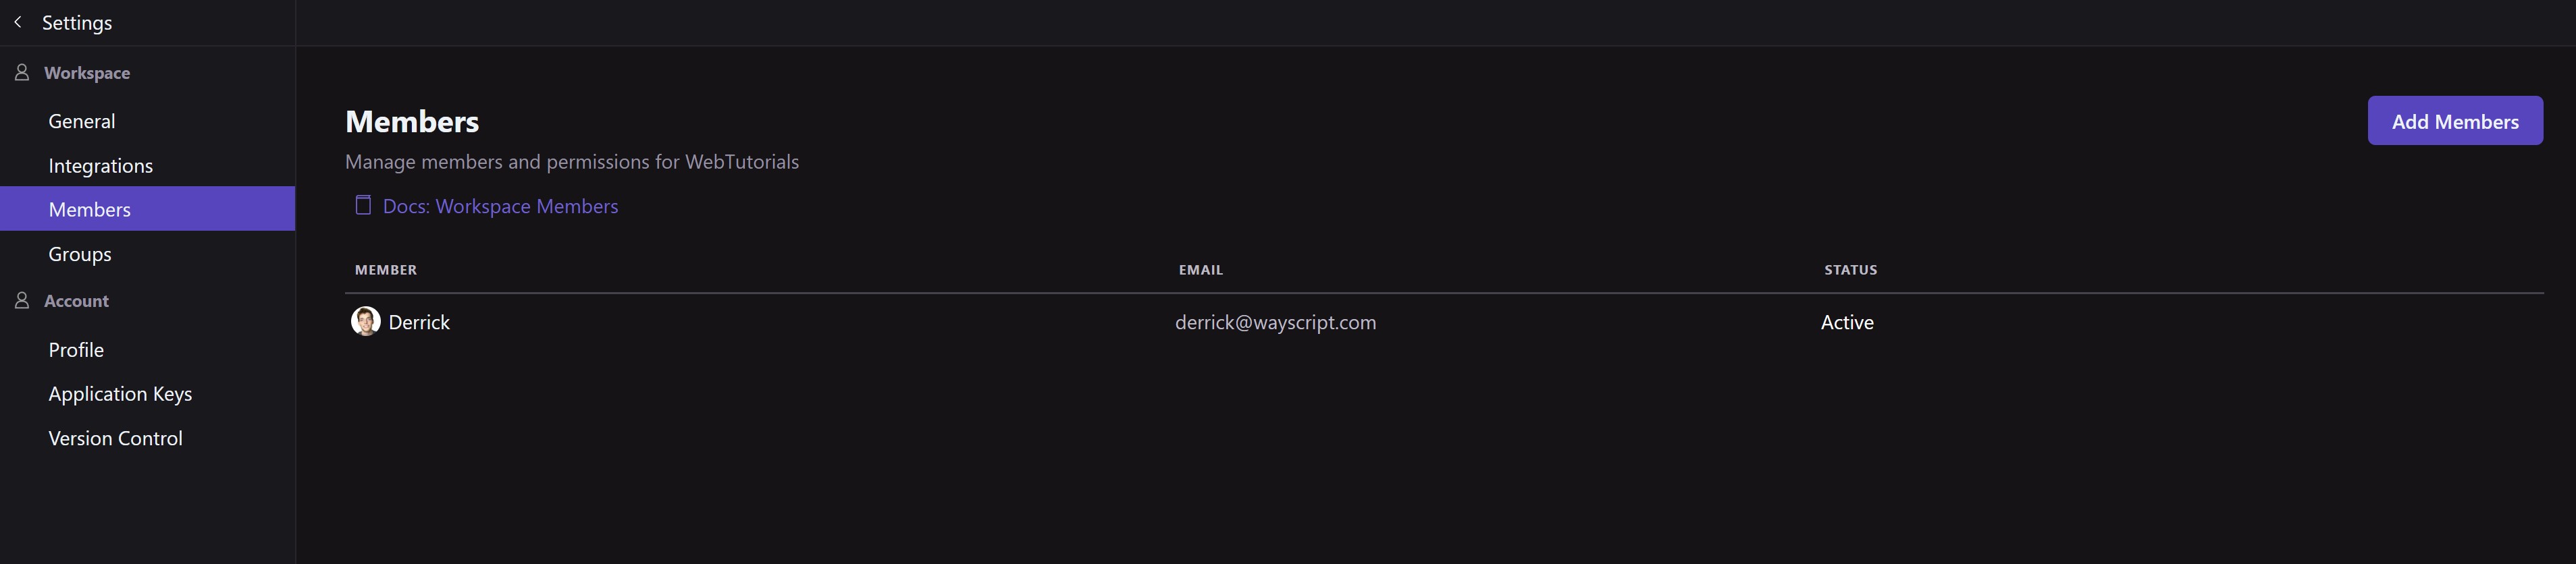 Settings
Workspace
General
Integrations
Members
Groups
Account
Profile
Application Keys
Version Control
Members
Add Members
Manage members and permissions for WebTutorials
Docs: Workspace Members
MEMBER EMAIL STATUS
Derrick derrick@wayscript.com Active